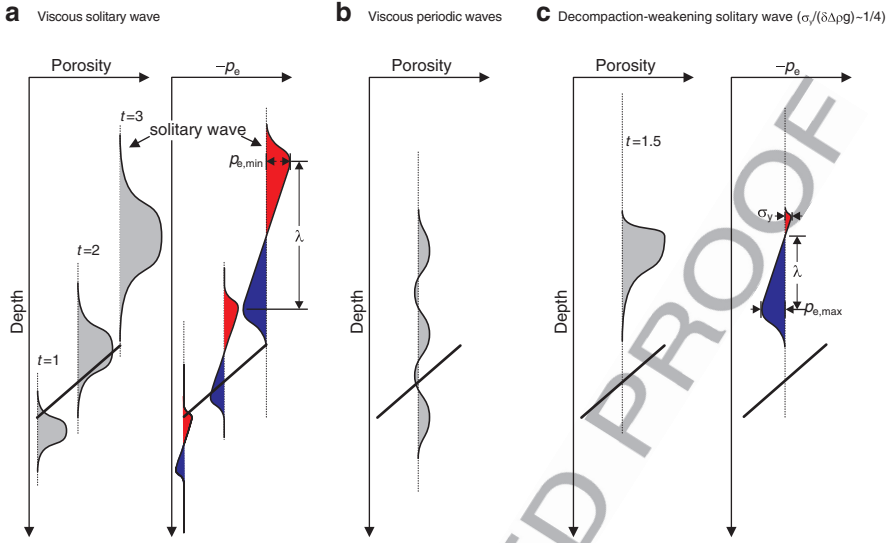 a Viscous solitary wave
Porosity
−pe
t=3
solitary wave
pe,min
λ
t=2
t=1
Depth
b Viscous periodic waves
Depth
c Decompaction-weakening solitary wave (σy/(δΔρg)~1/4)
Porosity
−pe
t=1.5
σy
λ
pe,max
Depth
ED PROOF